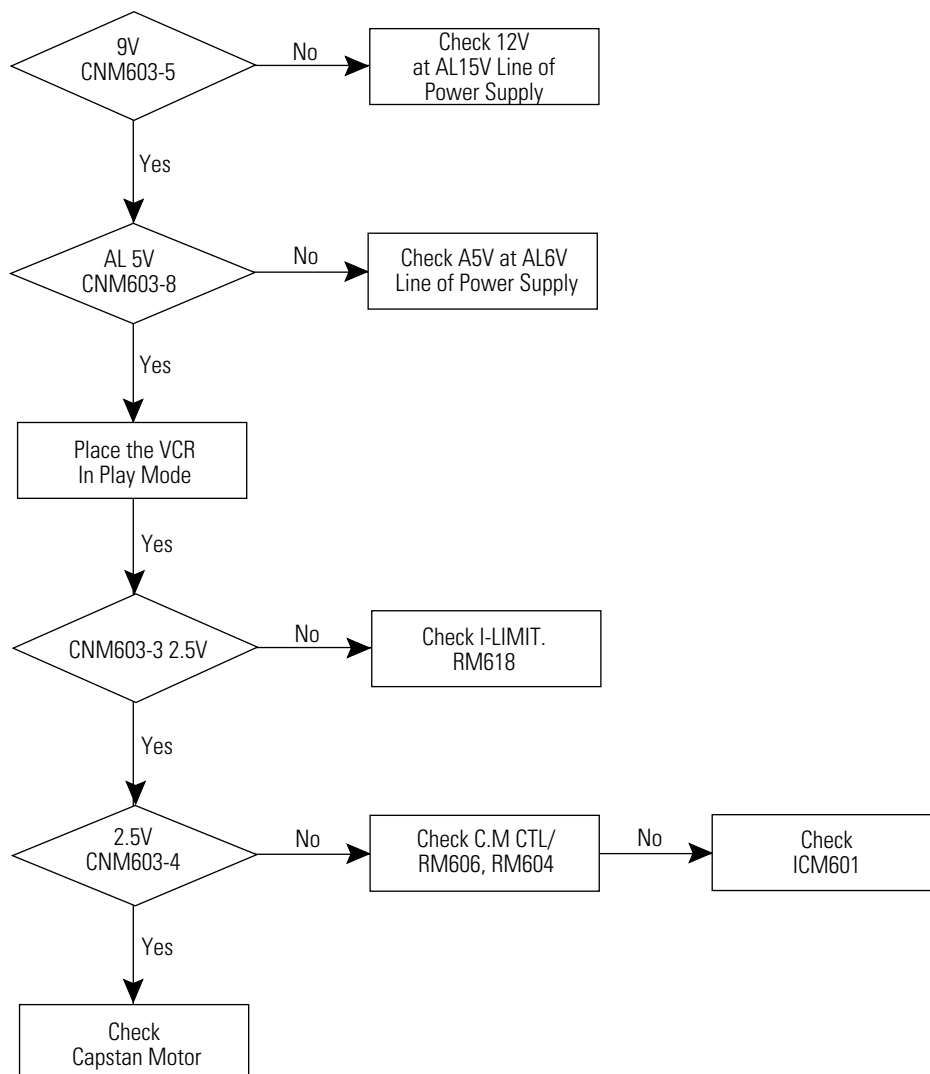 9V
CNM603-5
No
Check 12V
at AL15V Line of
Power Supply
Yes
AL 5V
CNM603-8
No
Check A5V at AL6V
Line of Power Supply
Yes
Place the VCR
In Play Mode
Yes
CNM603-3 2.5V
No
Check I-LIMIT.
RM618
Yes
2.5V
CNM603-4
No
Check C.M CTL/
RM606, RM604
No
Check
ICM601
Yes
Check
Capstan Motor